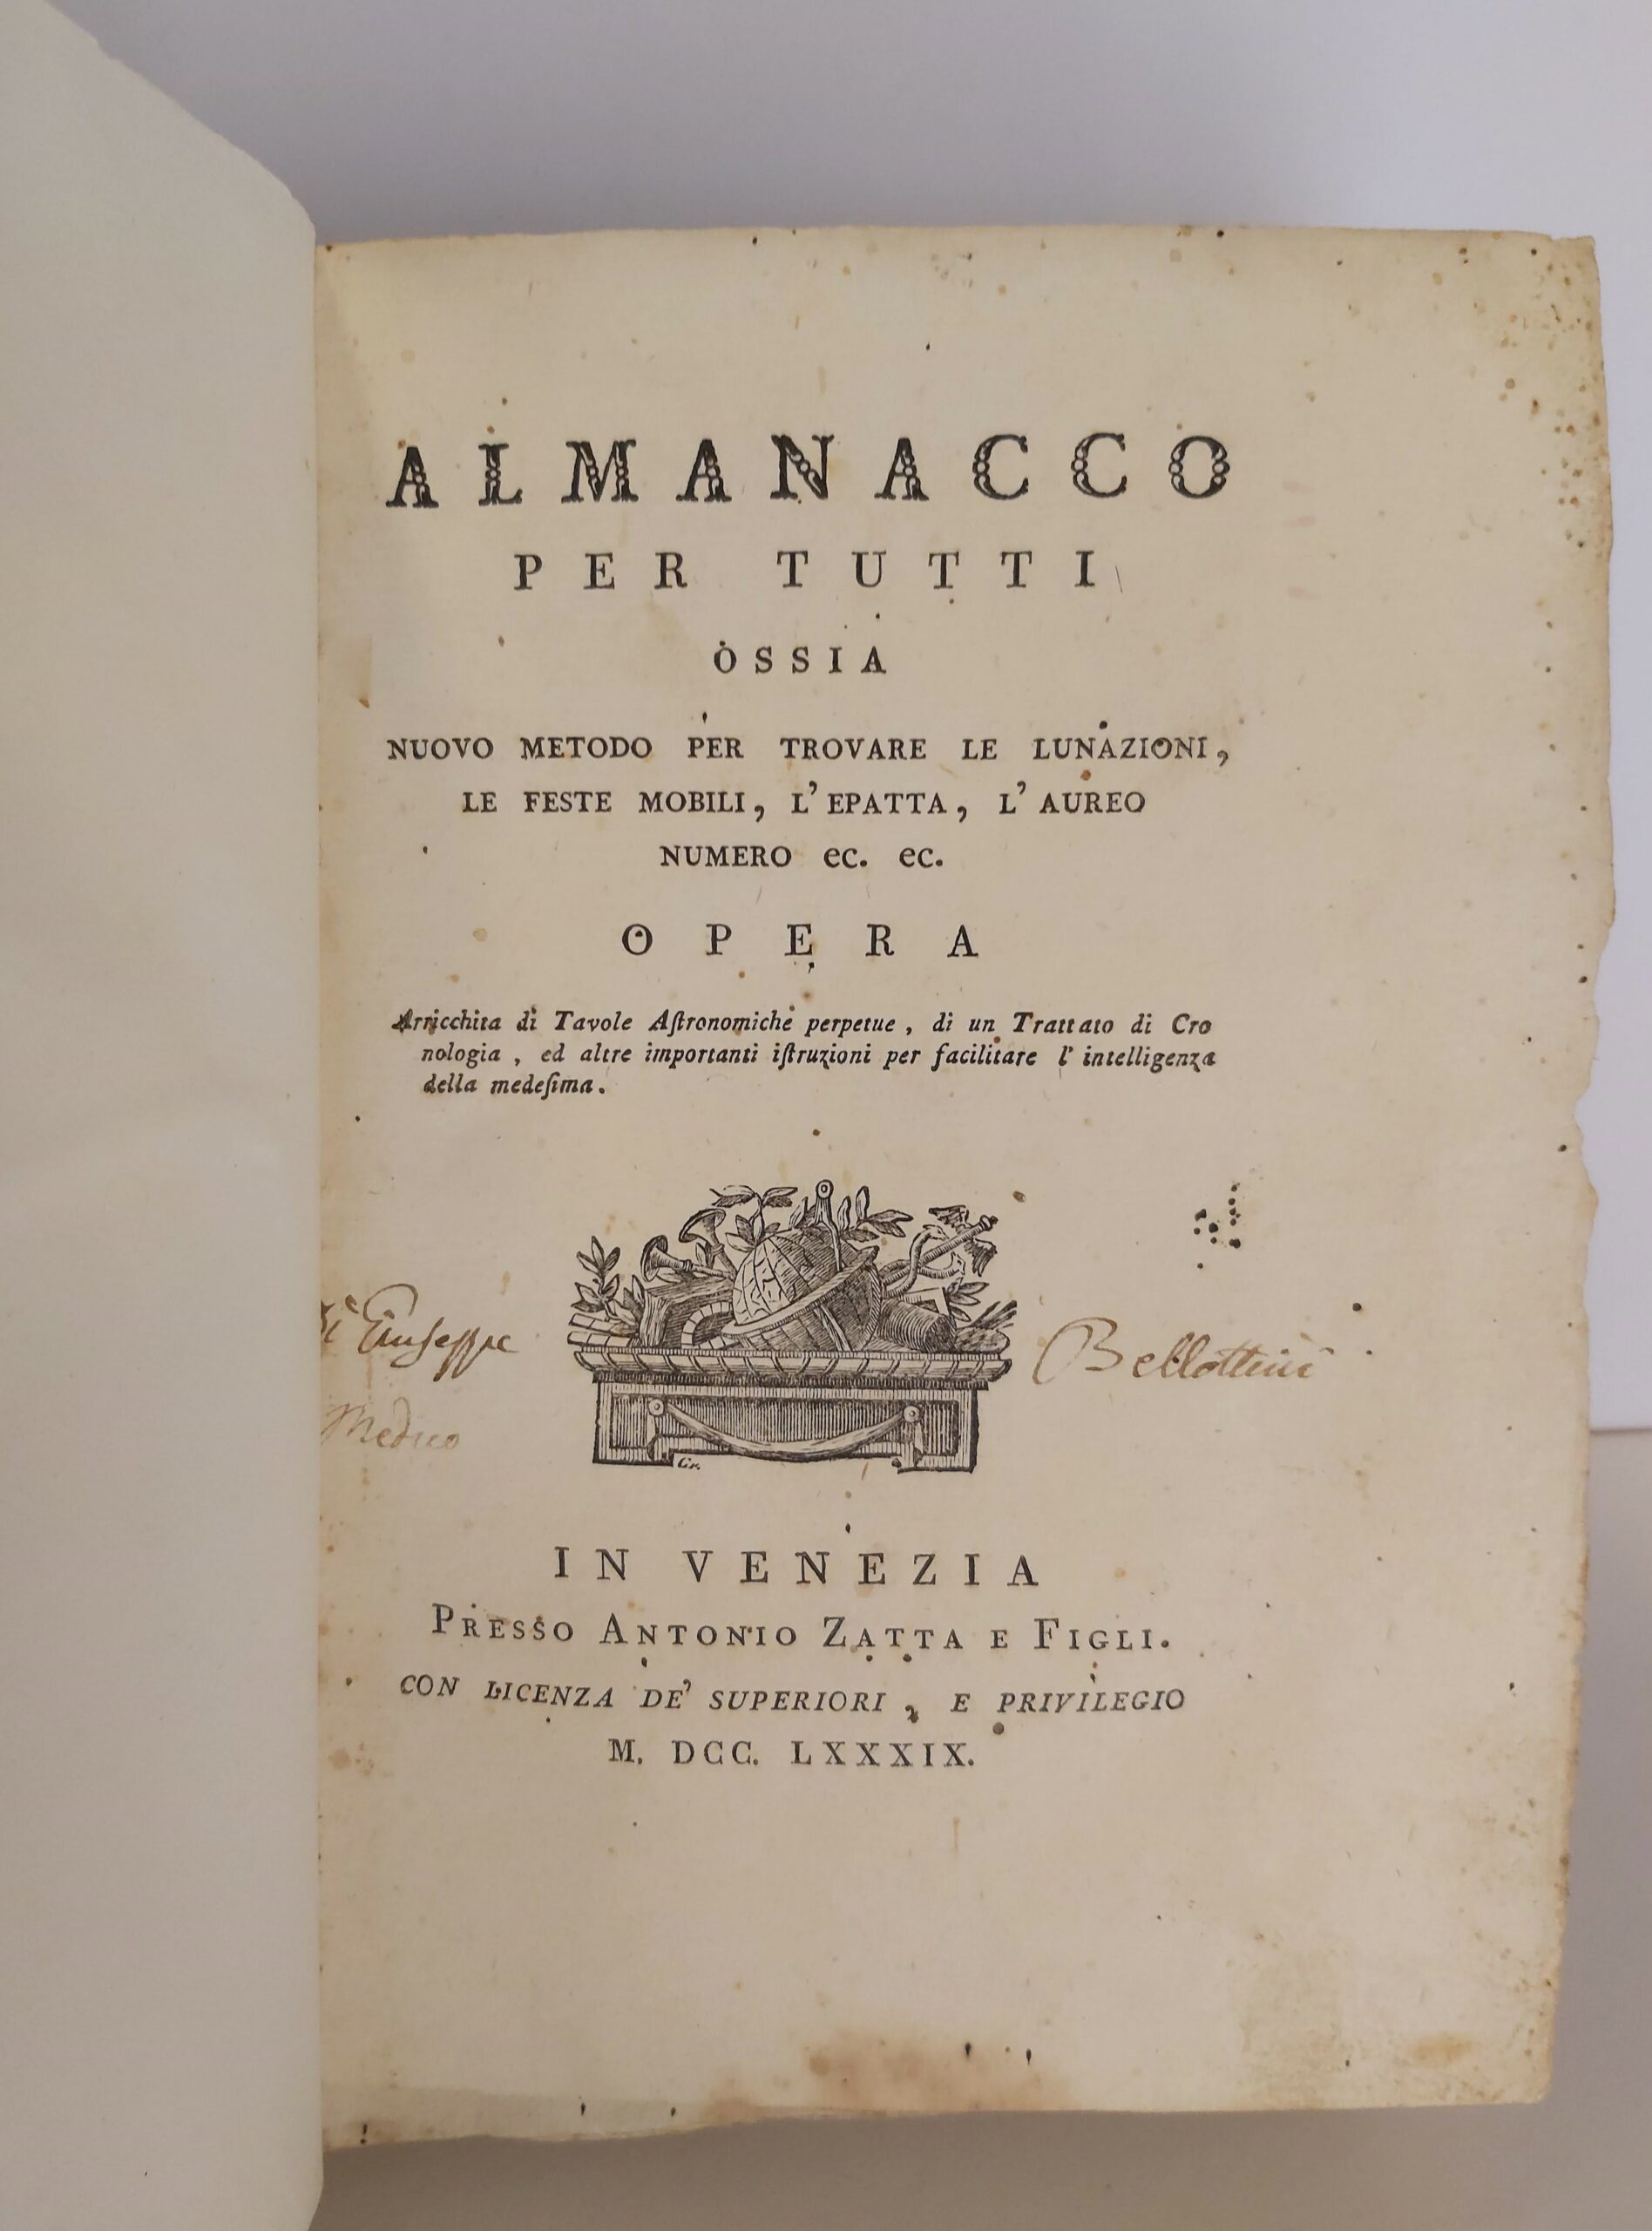 ALMANACCO
PER TUTTI
OSSIA
NUOVO METODO PER TROVARE LE LUNAZIONI,
LE FESTE MOBILI, L' EPATTA, L' AUREO
NUMERO ec. ec.
OPERA
Arricchita di Tavole Aſtronomiche perpetue, di un Trattato di Cro
nologia, ed altre importanti iſtruzioni per facilitare l' intelligenza
della medeſima.
Di Giuseppe Bellottini
Medico
Gr.
IN VENEZIA
PRESSO ANTONIO ZATTA E FIGLI.
CON LICENZA DE' SUPERIORI, E PRIVILEGIO
M. DCC. LXXXIX.